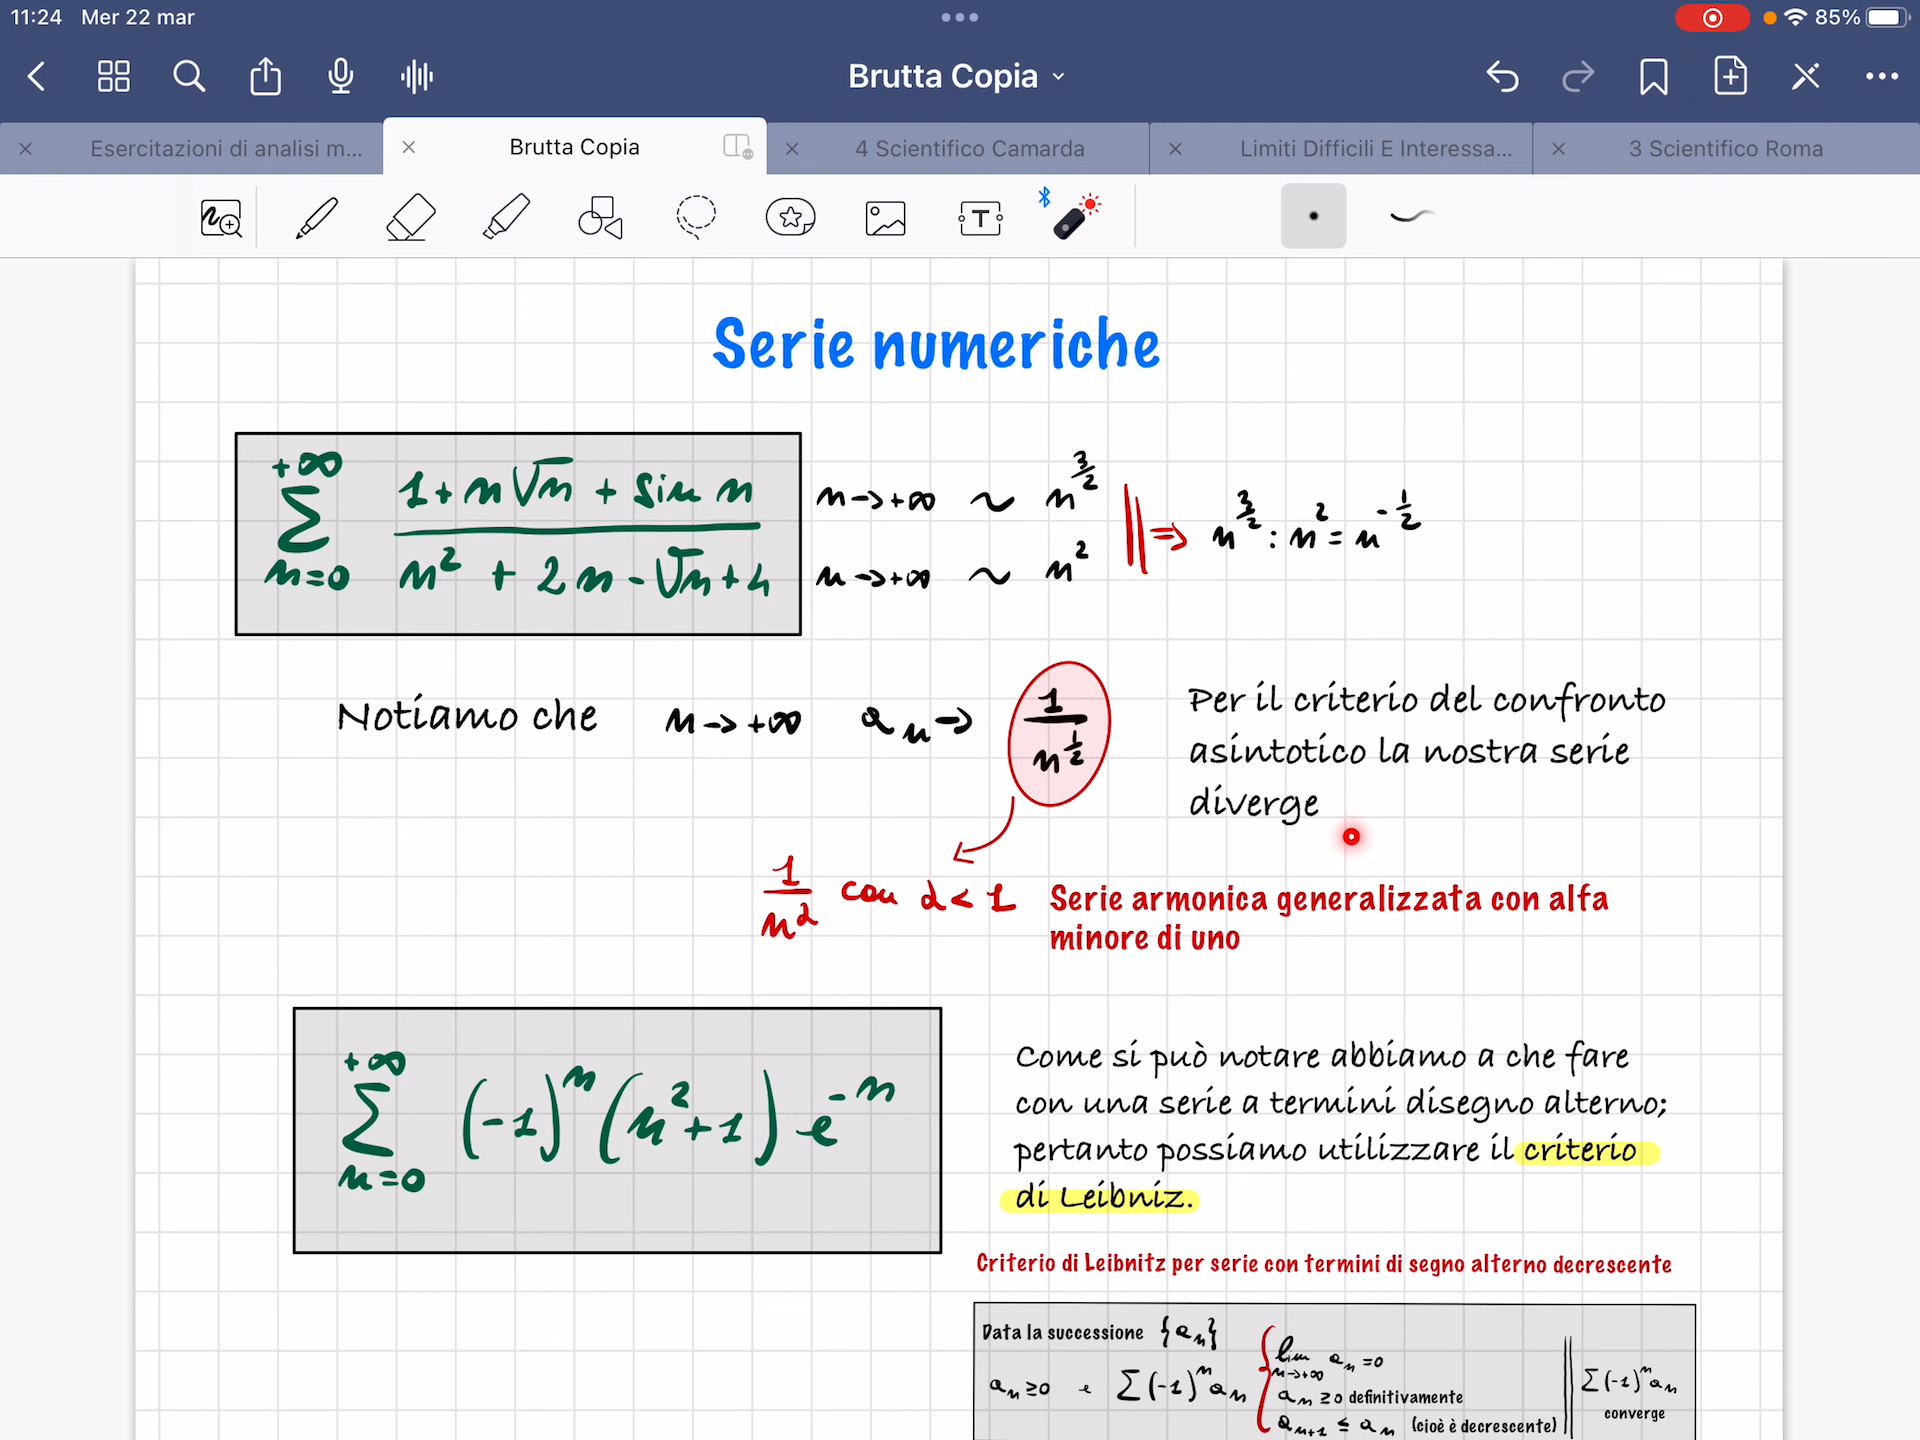 11:24 Mer 22 mar
85%
Brutta Copia
Esercitazioni di analisi m...
Brutta Copia
4 Scientifico Camarda
Limiti Difficili E Interessa...
3 Scientifico Roma
Serie numeriche
+∞
Σ
n=0
1+n√n + sin n
n² + 2n - √n + 4
n→+∞ ~ n^(3/2)
n→+∞ ~ n²
⇒ n^(3/2) : n² = n^(-1/2)
Notiamo che n→+∞ aₙ→ 1/n^(1/2)
Per il criterio del confronto
asintotico la nostra serie
diverge
1/n^α con α<1
Serie armonica generalizzata con alfa
minore di uno
+∞
Σ (-1)ⁿ (n²+1) e⁻ⁿ
n=0
Come si può notare abbiamo a che fare
con una serie a termini disegno alterno;
pertanto possiamo utilizzare il criterio
di Leibniz.
Criterio di Leibnitz per serie con termini di segno alterno decrescente
Data la successione {aₙ}
aₙ≥0 e Σ(-1)ⁿaₙ
lim aₙ=0
n→+∞
aₙ≥0 definitivamente
aₙ₊₁ ≤ aₙ (cioè è decrescente)
Σ(-1)ⁿaₙ
converge